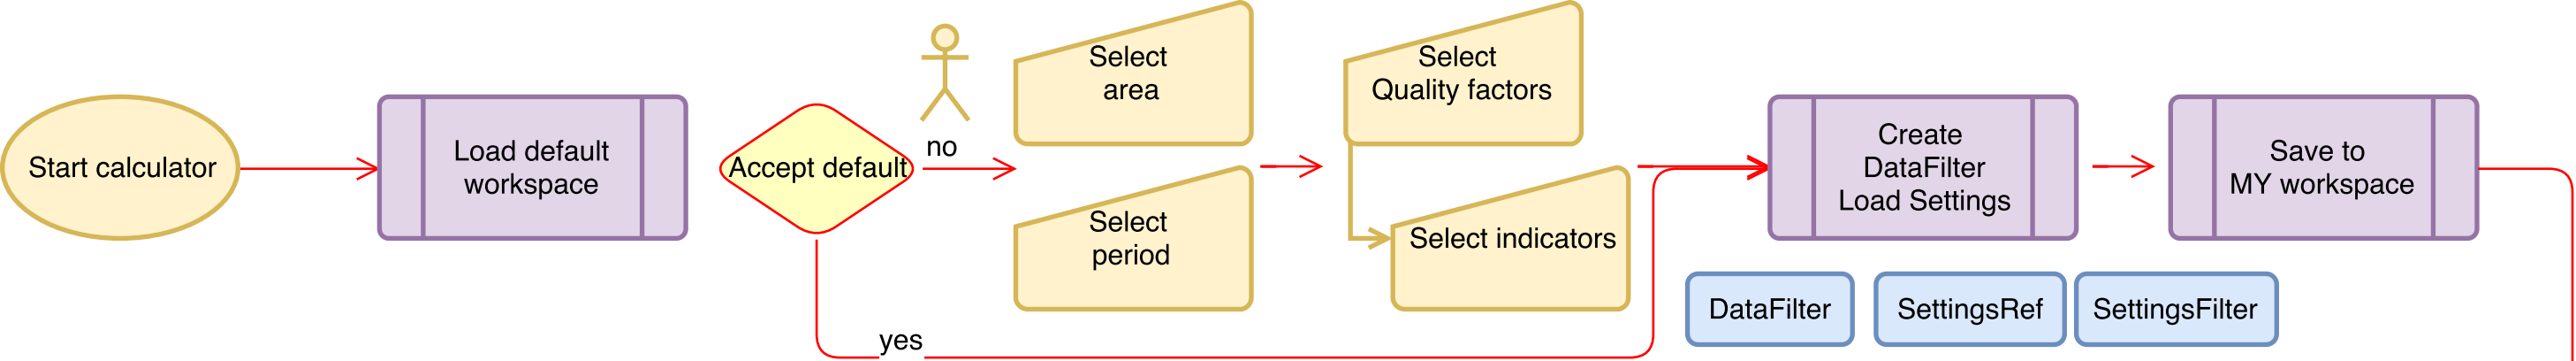 Start calculator
Load default
workspace
Accept default
no
yes
Select
area
Select
period
Select
Quality factors
Select indicators
Create
DataFilter
Load Settings
Save to
MY workspace
DataFilter
SettingsRef
SettingsFilter